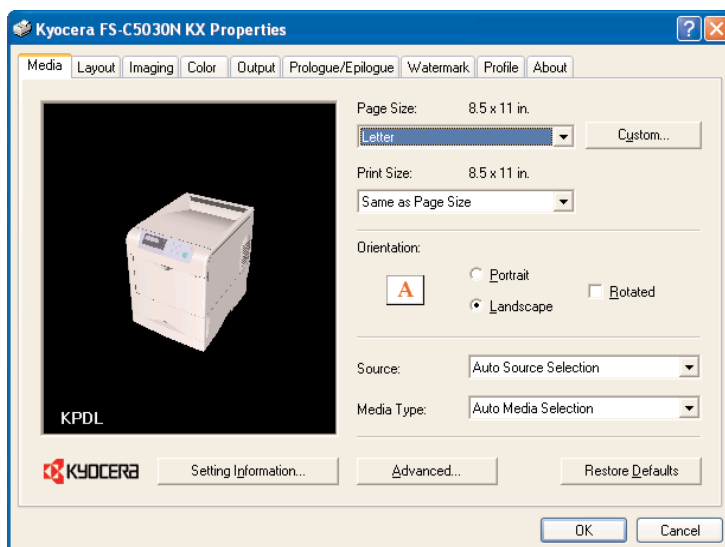 Kyocera FS-C5030N KX Properties
Media Layout Imaging Color Output Prologue/Epilogue Watermark Profile About
Page Size: 8.5 x 11 in.
Letter Custom...
Print Size: 8.5 x 11 in.
Same as Page Size
Orientation:
A Portrait
Landscape Rotated
Source: Auto Source Selection
Media Type: Auto Media Selection
KPDL
KYOCERA Setting Information... Advanced... Restore Defaults
OK Cancel